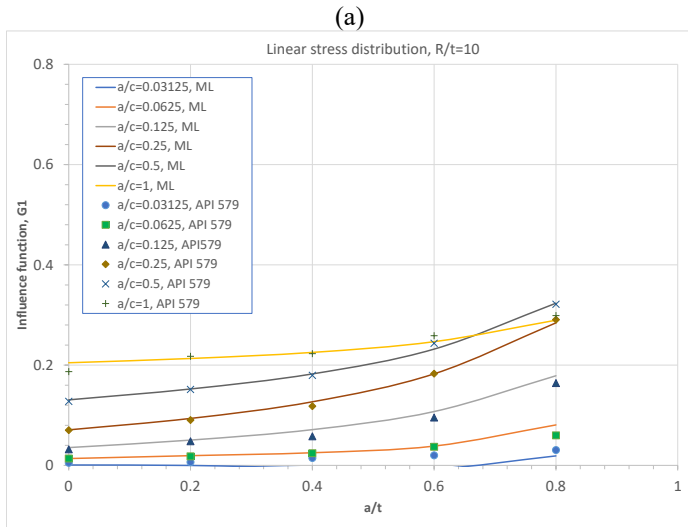 (a)
Linear stress distribution, R/t=10
0.8
0.6
0.4
0.2
0
Influence function, G1
a/c=0.03125, ML
a/c=0.0625, ML
a/c=0.125, ML
a/c=0.25, ML
a/c=0.5, ML
a/c=1, ML
a/c=0.03125, API 579
a/c=0.0625, API 579
a/c=0.125, API579
a/c=0.25, API 579
a/c=0.5, API 579
a/c=1, API 579
0 0.2 0.4 0.6 0.8 1
a/t